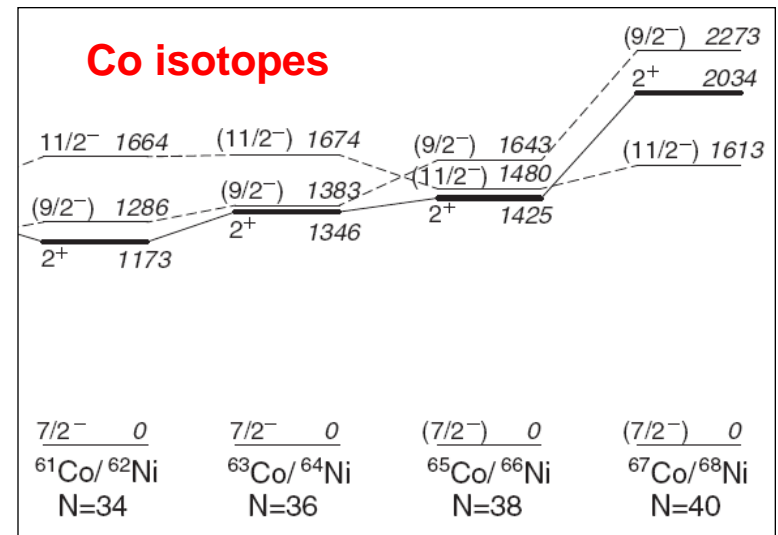 Co isotopes
(9/2⁻) 2273
2⁺ 2034
11/2⁻ 1664
(11/2⁻) 1674
(9/2⁻) 1643
(11/2⁻) 1480
(11/2⁻) 1613
(9/2⁻) 1286
(9/2⁻) 1383
2⁺ 1173
2⁺ 1346
2⁺ 1425
7/2⁻ 0
7/2⁻ 0
(7/2⁻) 0
(7/2⁻) 0
⁶¹Co/ ⁶²Ni
⁶³Co/ ⁶⁴Ni
⁶⁵Co/ ⁶⁶Ni
⁶⁷Co/ ⁶⁸Ni
N=34
N=36
N=38
N=40